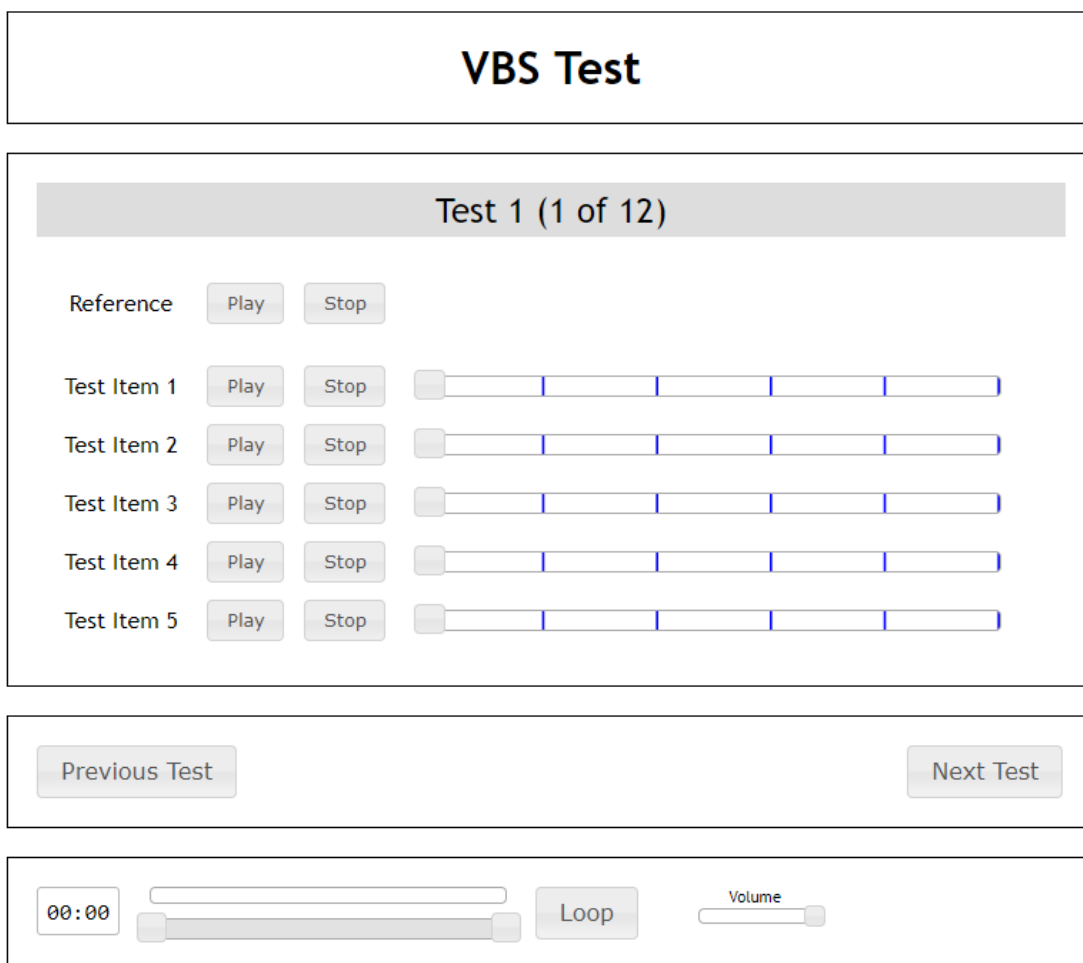 VBS Test
Test 1 (1 of 12)
Reference Play Stop
Test Item 1 Play Stop
Test Item 2 Play Stop
Test Item 3 Play Stop
Test Item 4 Play Stop
Test Item 5 Play Stop
Previous Test Next Test
Volume
00:00 Loop